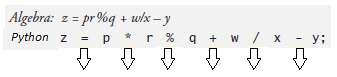 Algebra: z = pr%q + w/x – y
Python z = p * r % q + w / x - y;